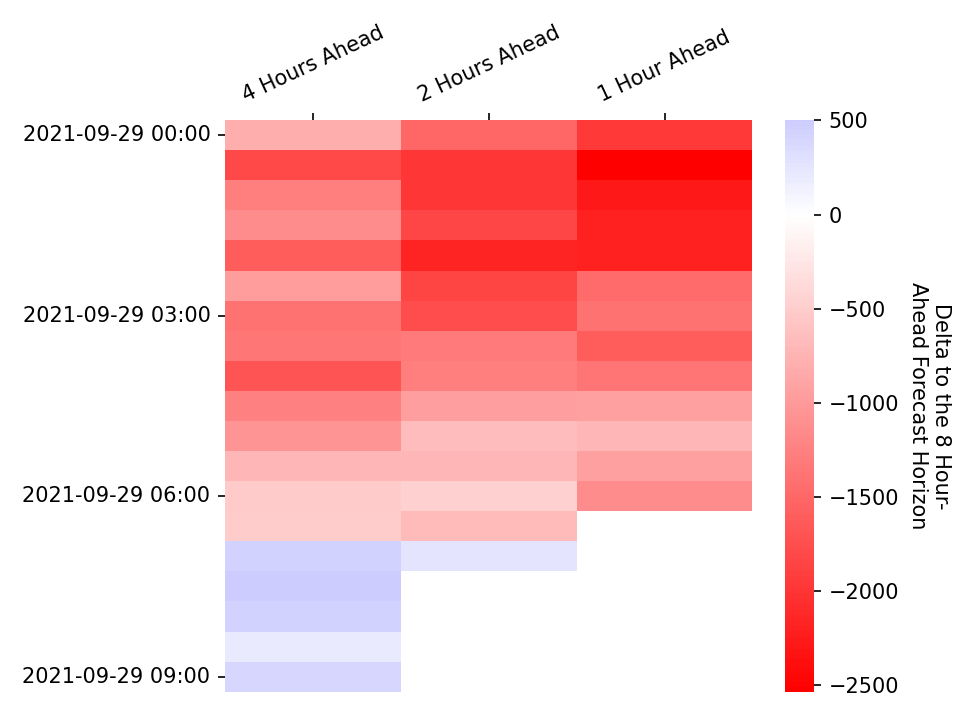 4 Hours Ahead
2 Hours Ahead
1 Hour Ahead
2021-09-29 00:00
2021-09-29 03:00
2021-09-29 06:00
2021-09-29 09:00
500
0
−500
−1000
−1500
−2000
−2500
Delta to the 8 Hour-
Ahead Forecast Horizon